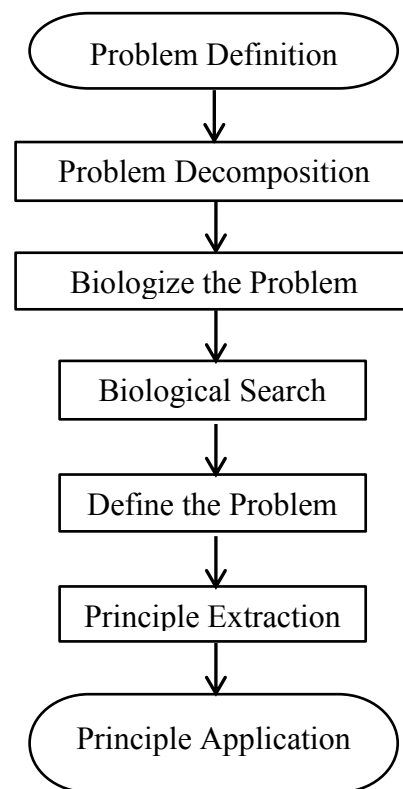 Problem Definition
Problem Decomposition
Biologize the Problem
Biological Search
Define the Problem
Principle Extraction
Principle Application